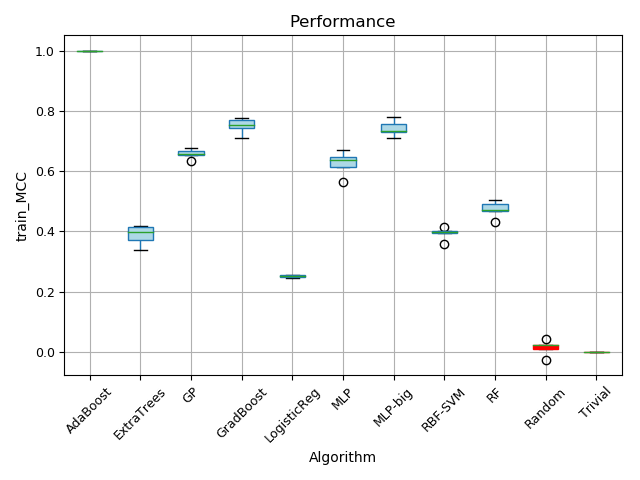 Performance
train_MCC
1.0
0.8
0.6
0.4
0.2
0.0
AdaBoost
ExtraTrees
GP
GradBoost
LogisticReg
MLP
MLP-big
RBF-SVM
RF
Random
Trivial
Algorithm